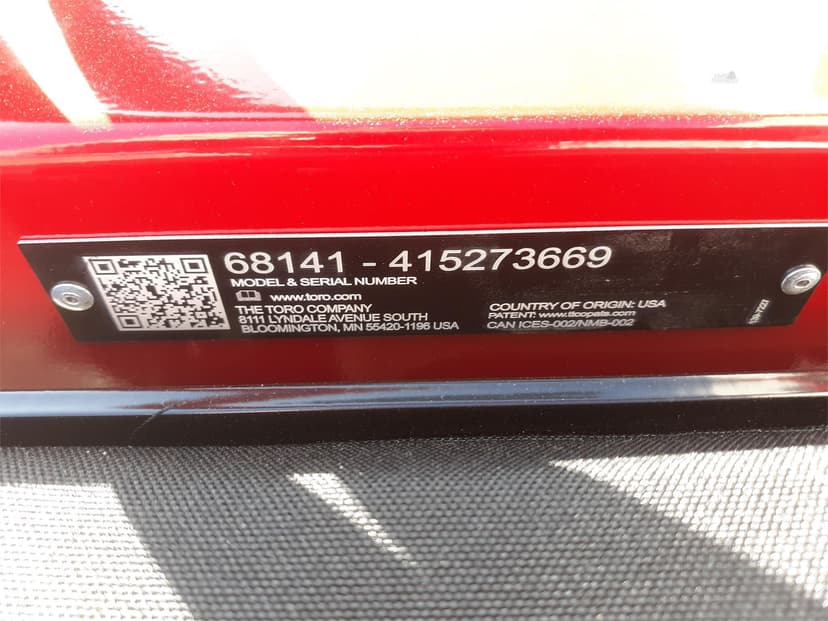 68141 - 415273669
MODEL & SERIAL NUMBER
www.toro.com
THE TORO COMPANY
8111 LYNDALE AVENUE SOUTH
BLOOMINGTON, MN 55420-1196 USA
COUNTRY OF ORIGIN: USA
PATENT: www.ttcopats.com
CAN ICES-002/NMB-002